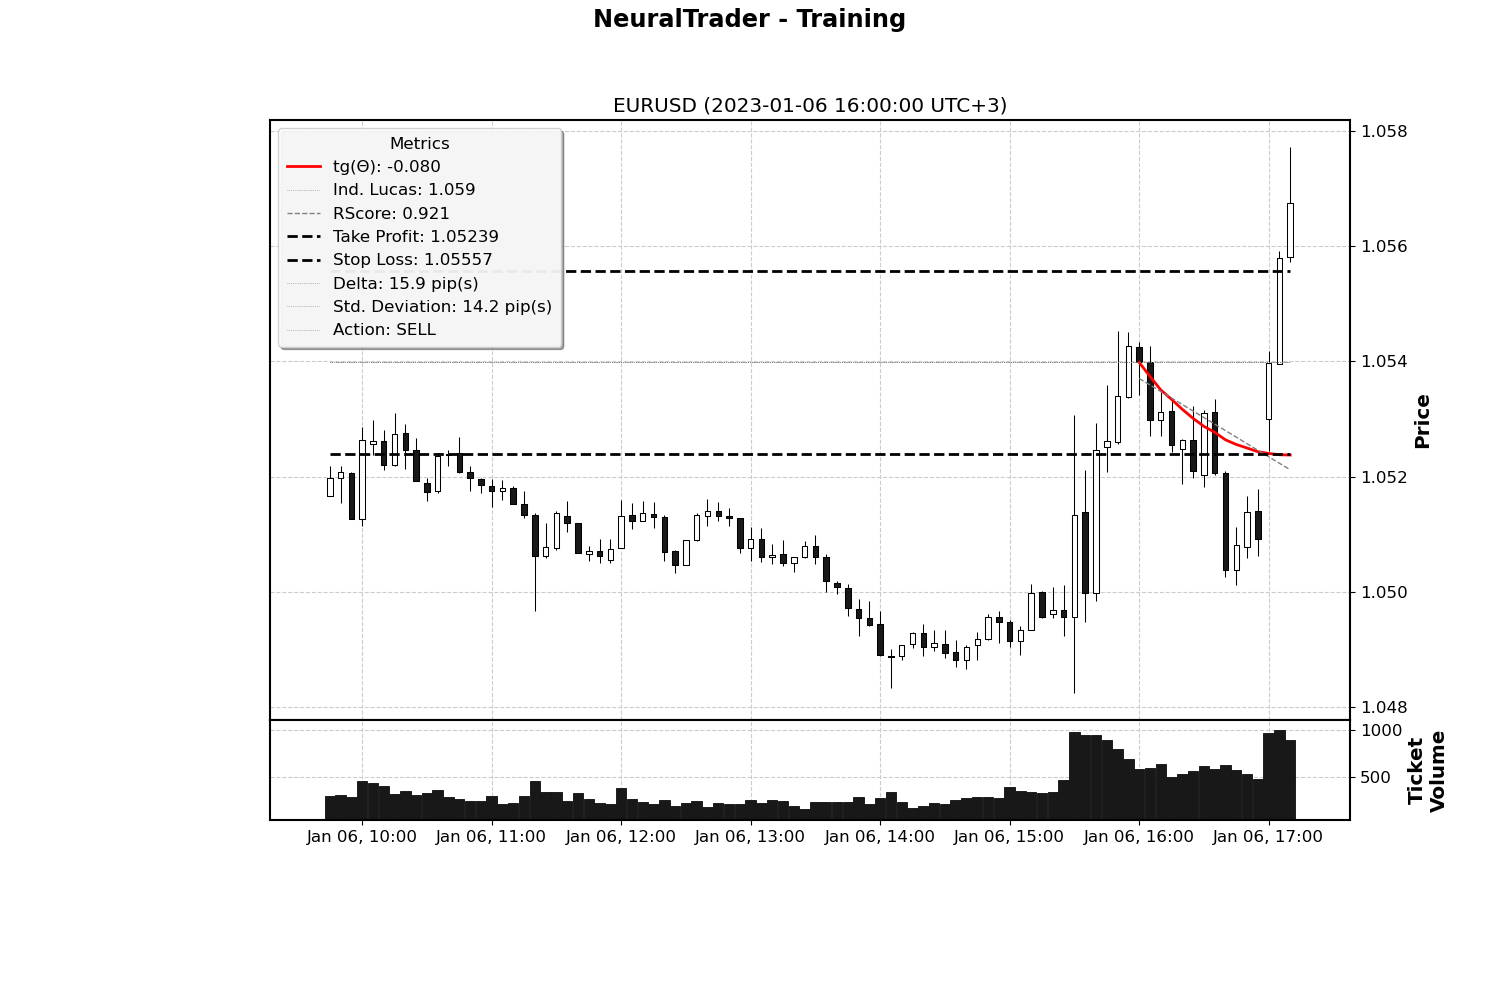 NeuralTrader - Training
EURUSD (2023-01-06 16:00:00 UTC+3)
Metrics
tg(Θ): -0.080
Ind. Lucas: 1.059
RScore: 0.921
Take Profit: 1.05239
Stop Loss: 1.05557
Delta: 15.9 pip(s)
Std. Deviation: 14.2 pip(s)
Action: SELL
1.058
1.056
1.054
1.052
1.050
1.048
Price
1000
500
Ticket
Volume
Jan 06, 10:00 Jan 06, 11:00 Jan 06, 12:00 Jan 06, 13:00 Jan 06, 14:00 Jan 06, 15:00 Jan 06, 16:00 Jan 06, 17:00